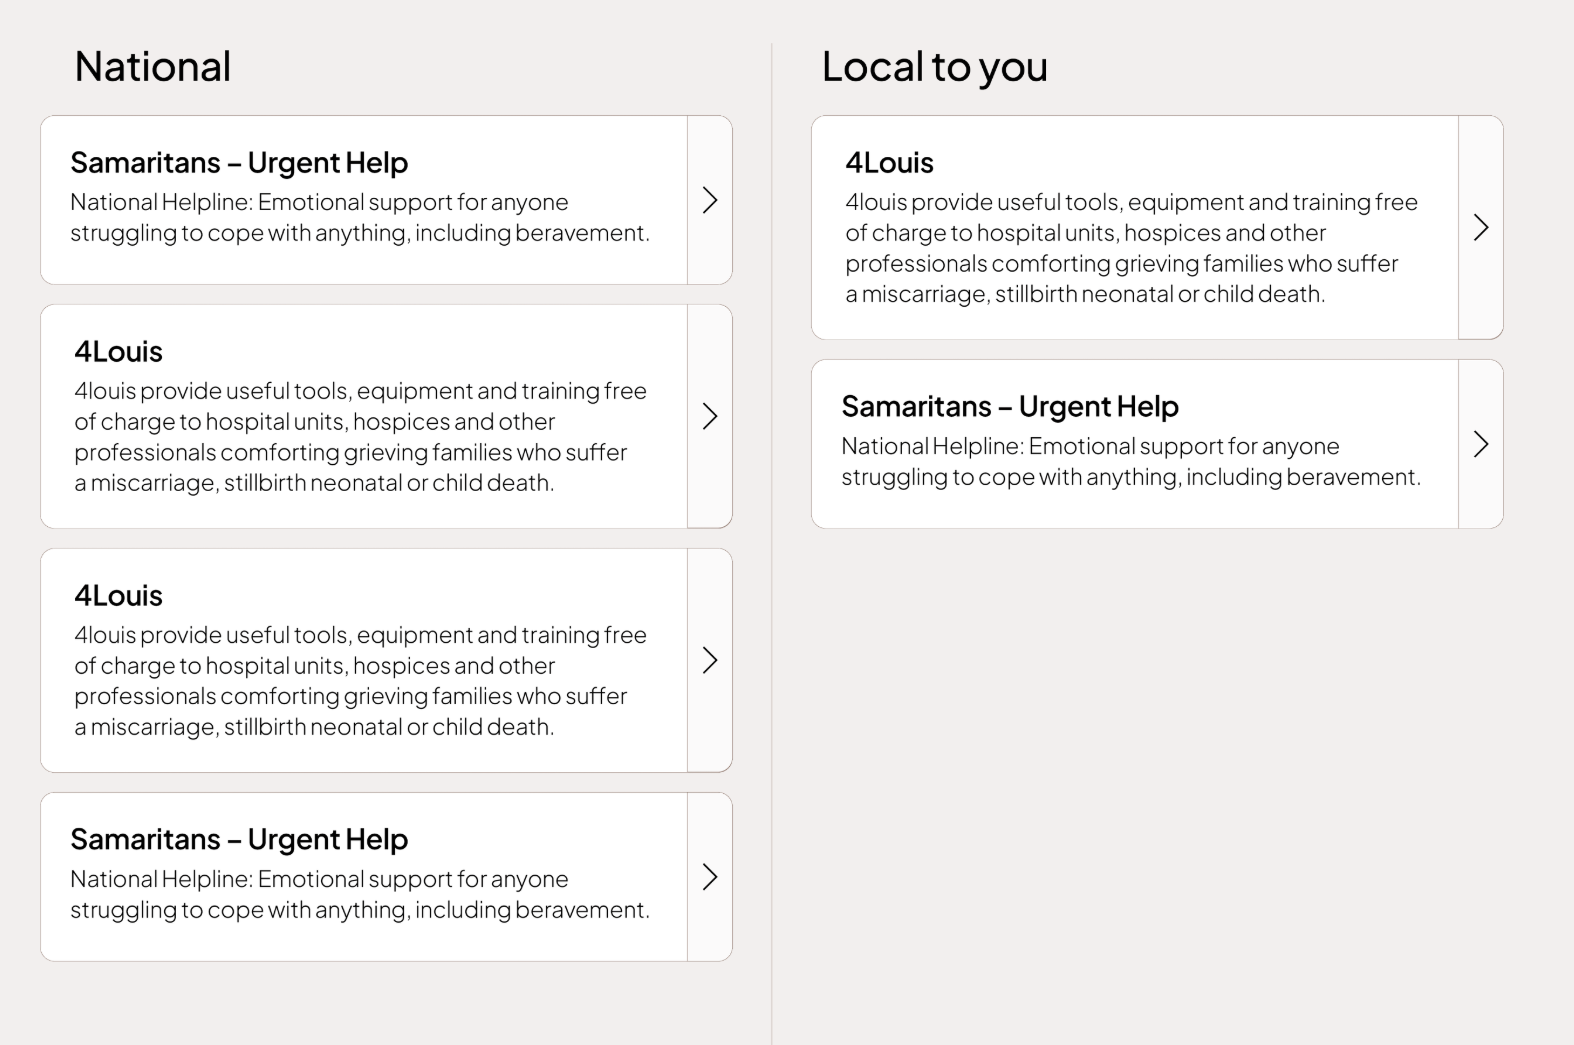 National
Samaritans – Urgent Help
National Helpline: Emotional support for anyone
struggling to cope with anything, including beravement.
4Louis
4louis provide useful tools, equipment and training free
of charge to hospital units, hospices and other
professionals comforting grieving families who suffer
a miscarriage, stillbirth neonatal or child death.
4Louis
4louis provide useful tools, equipment and training free
of charge to hospital units, hospices and other
professionals comforting grieving families who suffer
a miscarriage, stillbirth neonatal or child death.
Samaritans – Urgent Help
National Helpline: Emotional support for anyone
struggling to cope with anything, including beravement.
Local to you
4Louis
4louis provide useful tools, equipment and training free
of charge to hospital units, hospices and other
professionals comforting grieving families who suffer
a miscarriage, stillbirth neonatal or child death.
Samaritans – Urgent Help
National Helpline: Emotional support for anyone
struggling to cope with anything, including beravement.